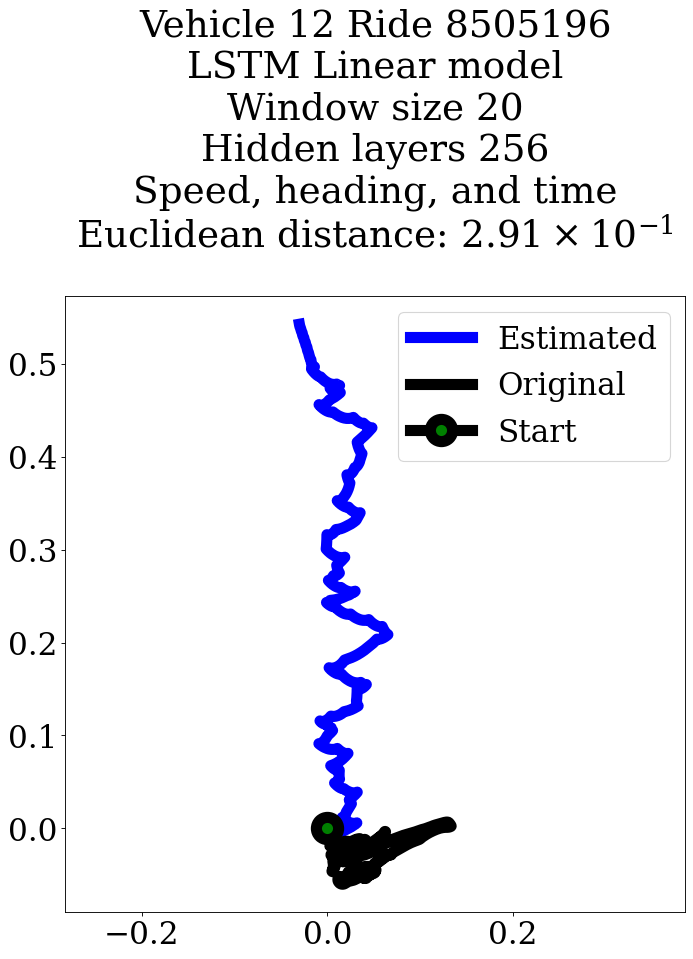 Vehicle 12 Ride 8505196
LSTM Linear model
Window size 20
Hidden layers 256
Speed, heading, and time
Euclidean distance: 2.91 × 10⁻¹
Estimated
Original
Start
0.5
0.4
0.3
0.2
0.1
0.0
−0.2 0.0 0.2